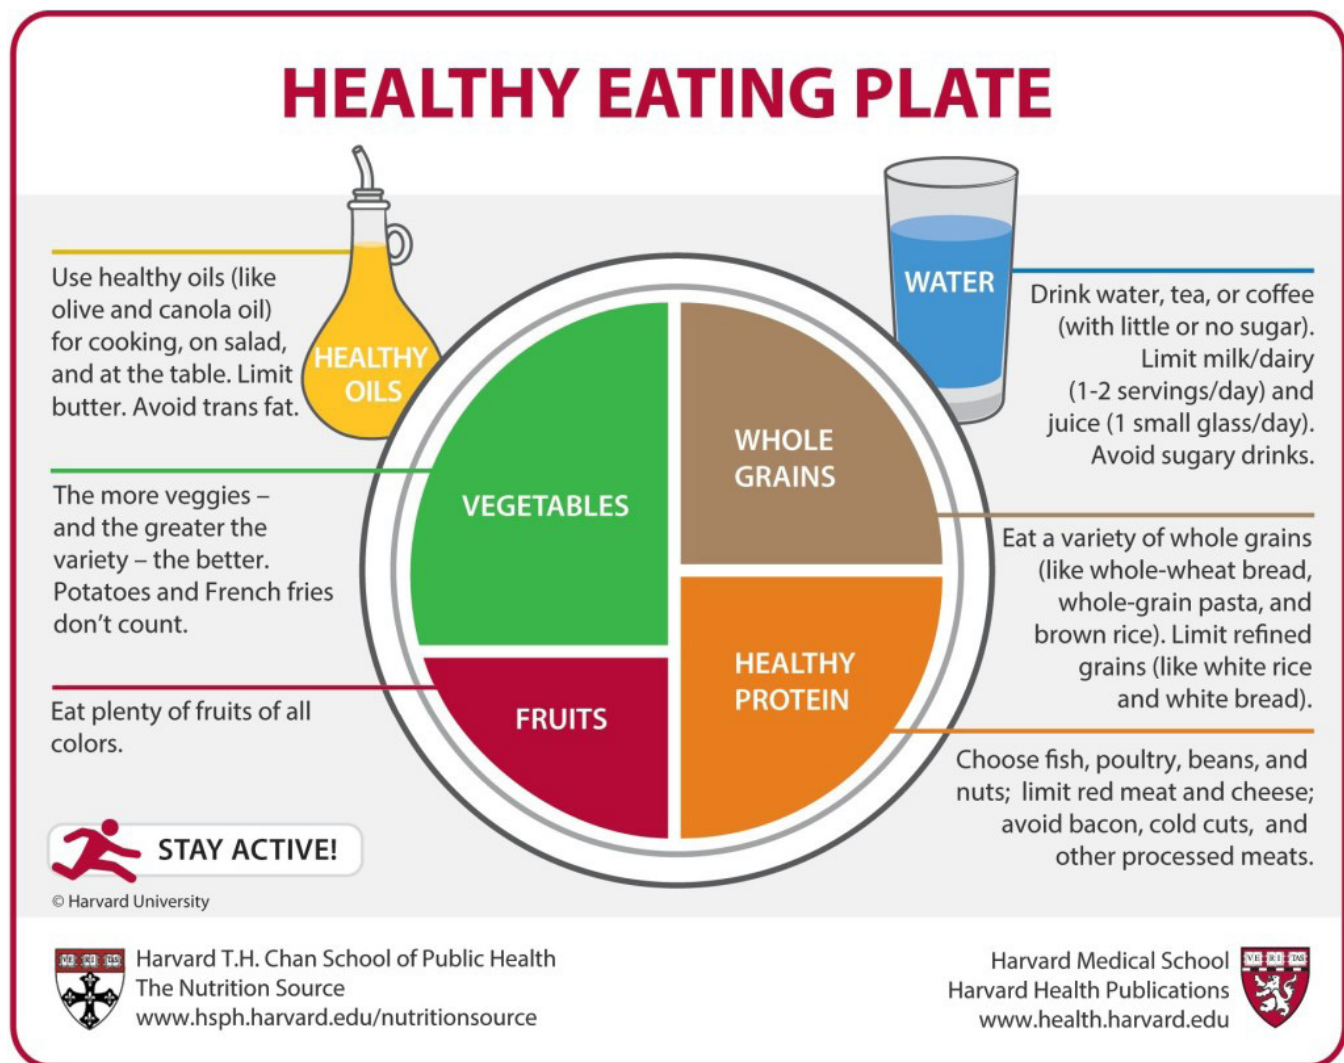 HEALTHY EATING PLATE
Use healthy oils (like
olive and canola oil)
for cooking, on salad,
and at the table. Limit
butter. Avoid trans fat.
HEALTHY
OILS
The more veggies –
and the greater the
variety – the better.
Potatoes and French fries
don’t count.
VEGETABLES
Eat plenty of fruits of all
colors.
FRUITS
WATER
Drink water, tea, or coffee
(with little or no sugar).
Limit milk/dairy
(1-2 servings/day) and
juice (1 small glass/day).
Avoid sugary drinks.
WHOLE
GRAINS
Eat a variety of whole grains
(like whole-wheat bread,
whole-grain pasta, and
brown rice). Limit refined
grains (like white rice
and white bread).
HEALTHY
PROTEIN
Choose fish, poultry, beans, and
nuts; limit red meat and cheese;
avoid bacon, cold cuts, and
other processed meats.
STAY ACTIVE!
© Harvard University
VE RI TAS
Harvard T.H. Chan School of Public Health
The Nutrition Source
www.hsph.harvard.edu/nutritionsource
Harvard Medical School
Harvard Health Publications
www.health.harvard.edu
VE RI TAS